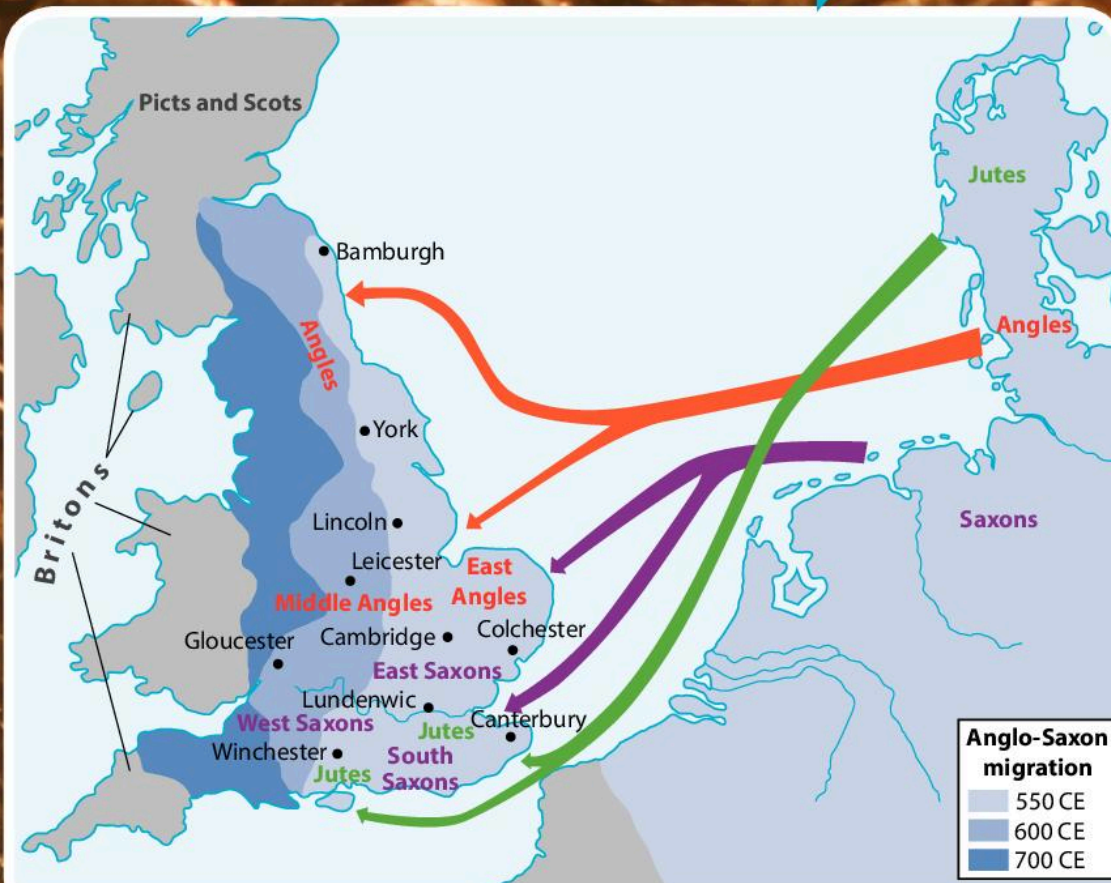 Picts and Scots
Jutes
Bamburgh
Angles
Angles
York
Britons
Lincoln
Saxons
Leicester
East
Angles
Middle Angles
Gloucester
Cambridge
Colchester
East Saxons
Lundenwic
West Saxons
Canterbury
Jutes
Winchester
South
Saxons
Jutes
Anglo-Saxon
migration
550 CE
600 CE
700 CE